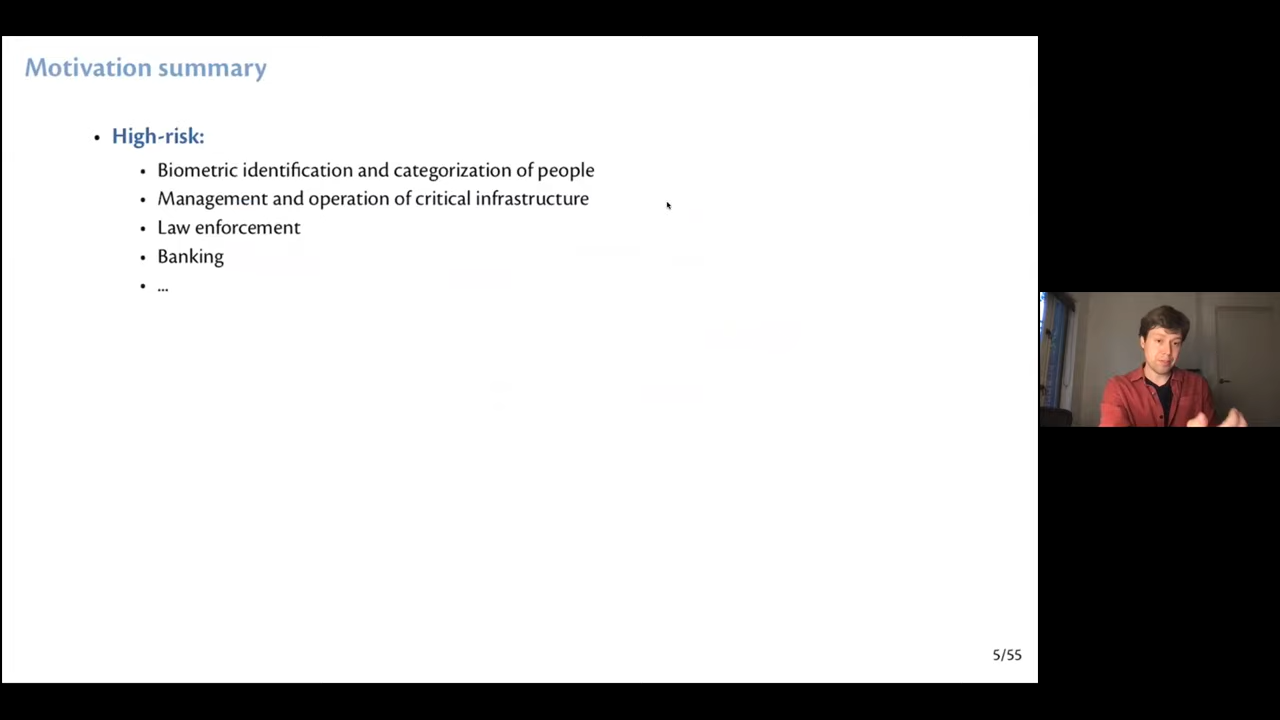 Motivation summary
• High-risk:
• Biometric identification and categorization of people
• Management and operation of critical infrastructure
• Law enforcement
• Banking
• ...
5/55